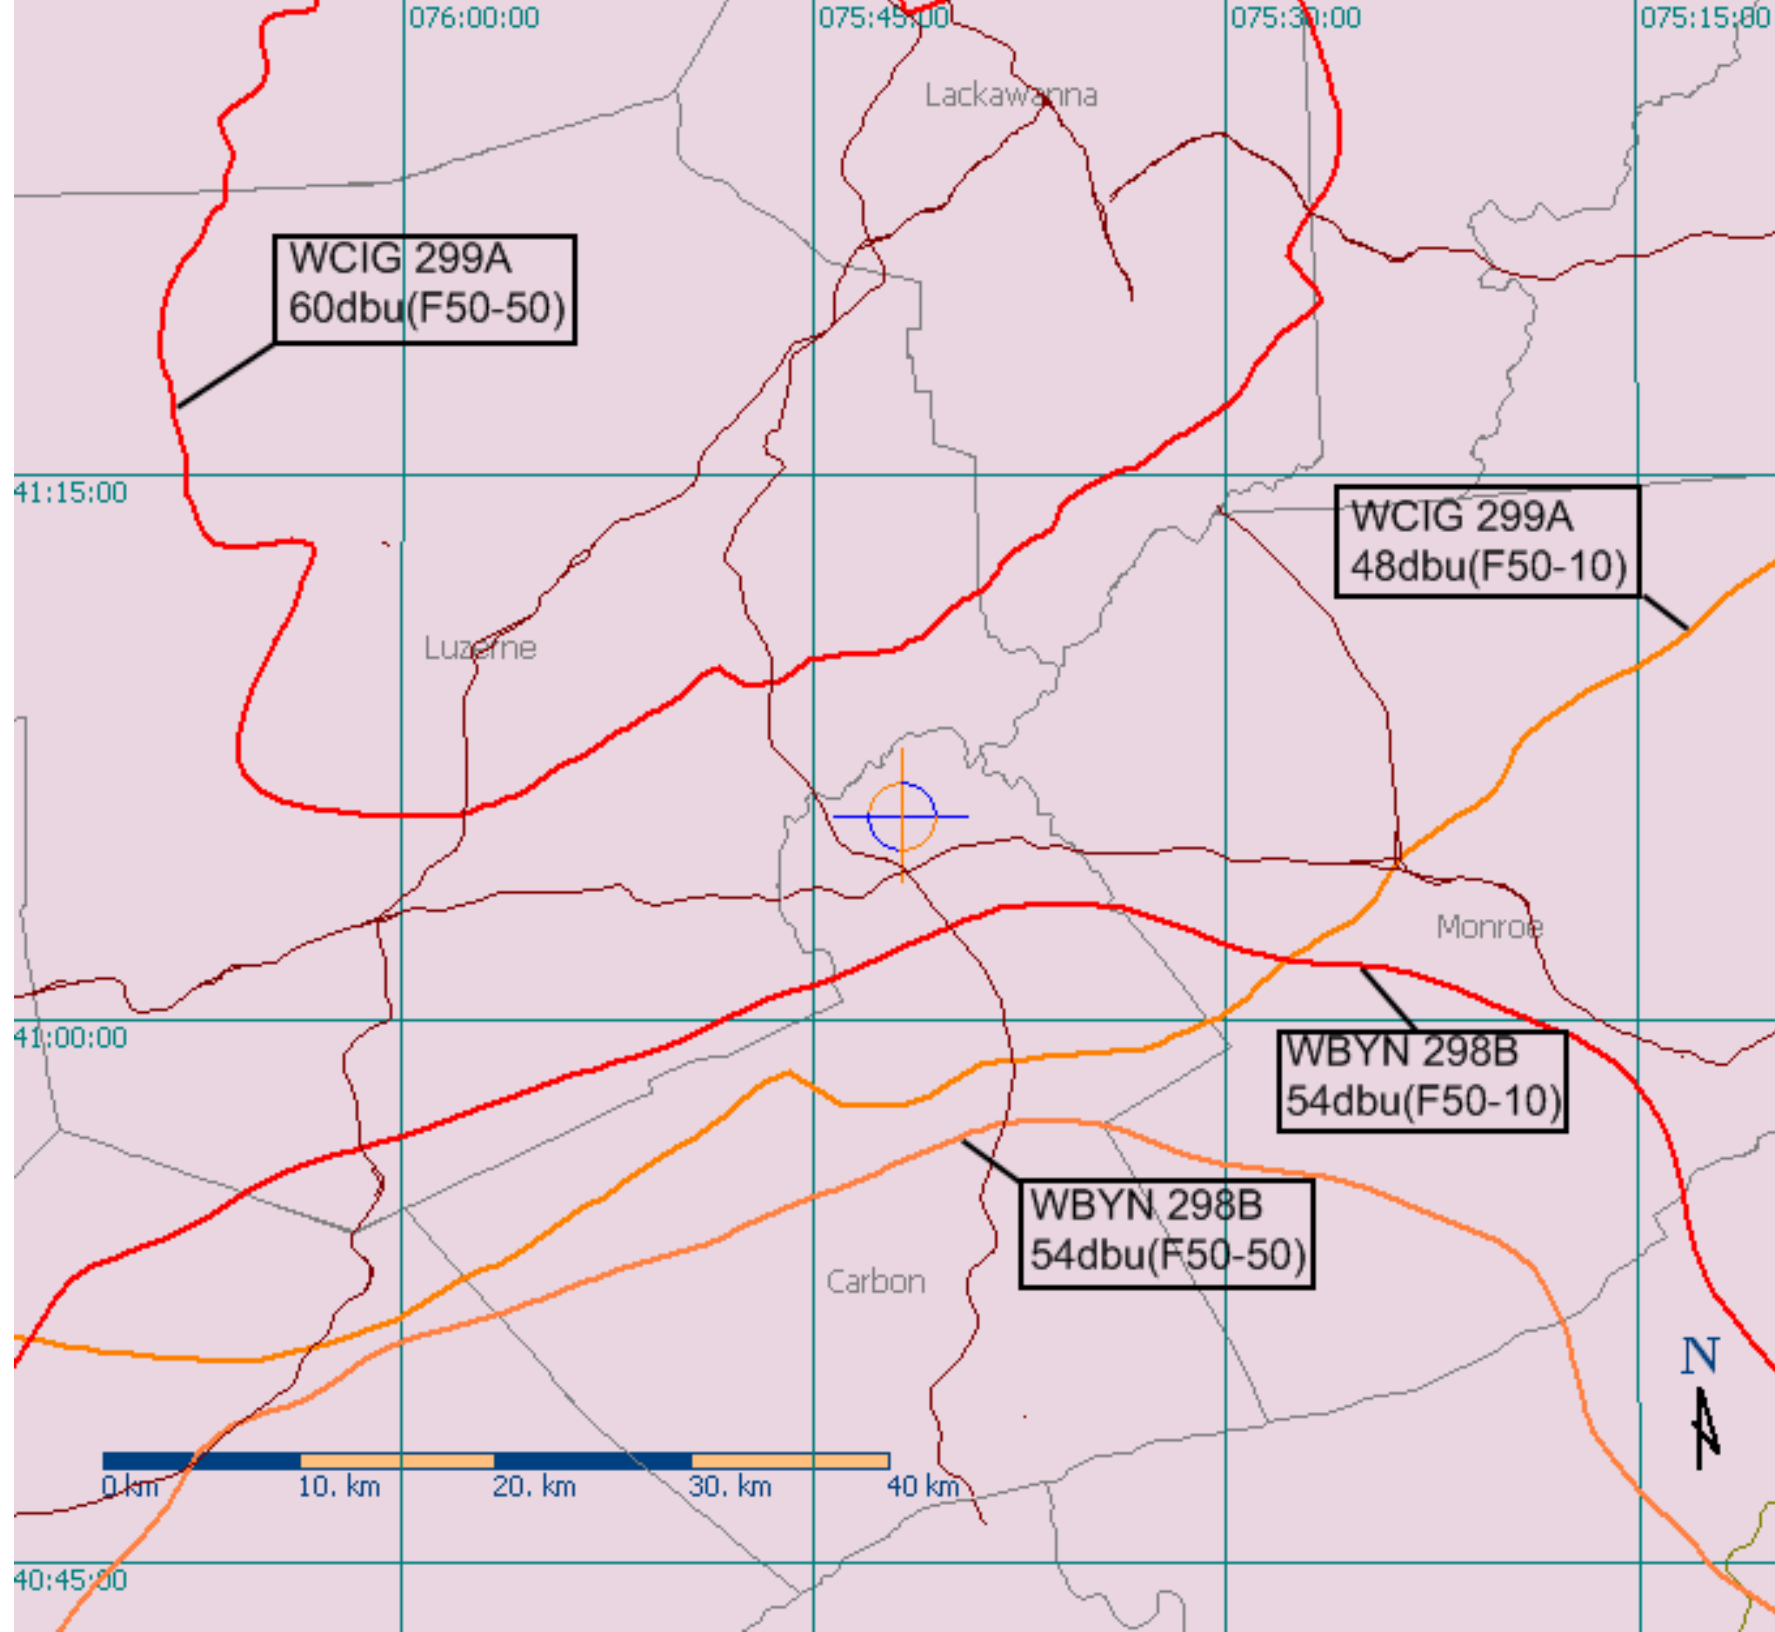 076:00:00
075:45:00
075:30:00
075:15:00
Lackawanna
WCIG 299A
60dbu(F50-50)
41:15:00
WCIG 299A
48dbu(F50-10)
Luzerne
Monroe
41:00:00
WBYN 298B
54dbu(F50-10)
WBYN 298B
54dbu(F50-50)
Carbon
N
0 km
10. km
20. km
30. km
40 km
40:45:00